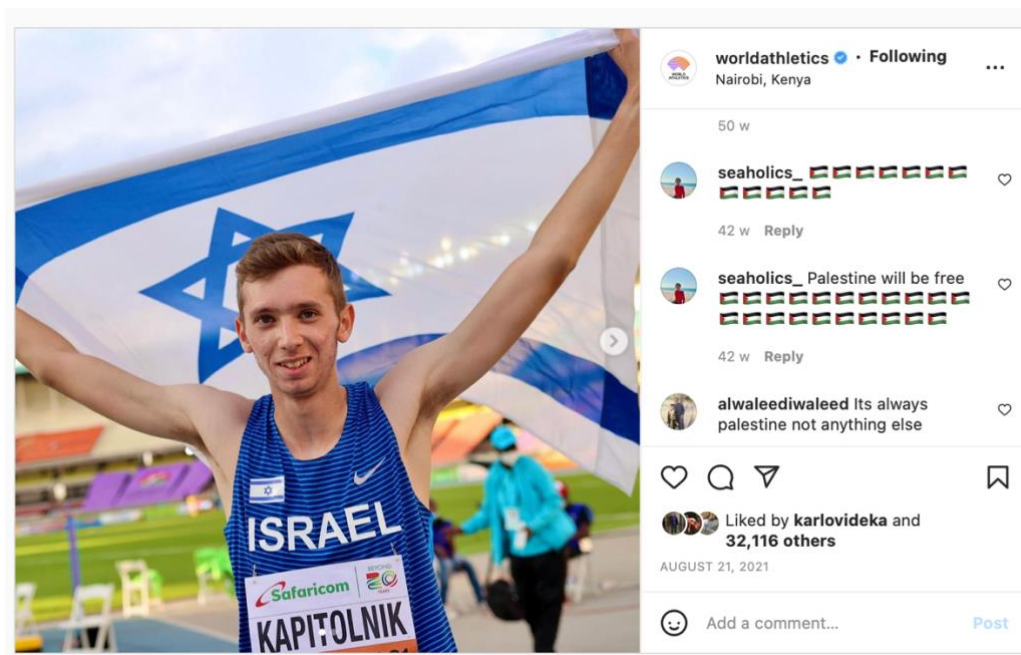 ISRAEL
Safaricom
BEYOND
20
YEARS
KAPITOLNIK
worldathletics • Following
Nairobi, Kenya
WORLD
ATHLETICS
50 w
seaholics_ 🇵🇸🇵🇸🇵🇸🇵🇸🇵🇸🇵🇸🇵🇸
🇵🇸🇵🇸🇵🇸🇵🇸🇵🇸
42 w Reply
seaholics_ Palestine will be free
🇵🇸🇵🇸🇵🇸🇵🇸🇵🇸🇵🇸🇵🇸🇵🇸🇵🇸🇵🇸🇵🇸
🇵🇸🇵🇸🇵🇸🇵🇸🇵🇸🇵🇸🇵🇸🇵🇸🇵🇸🇵🇸
42 w Reply
alwaleediwaleed Its always
palestine not anything else
Liked by karlovideka and
32,116 others
AUGUST 21, 2021
Add a comment... Post